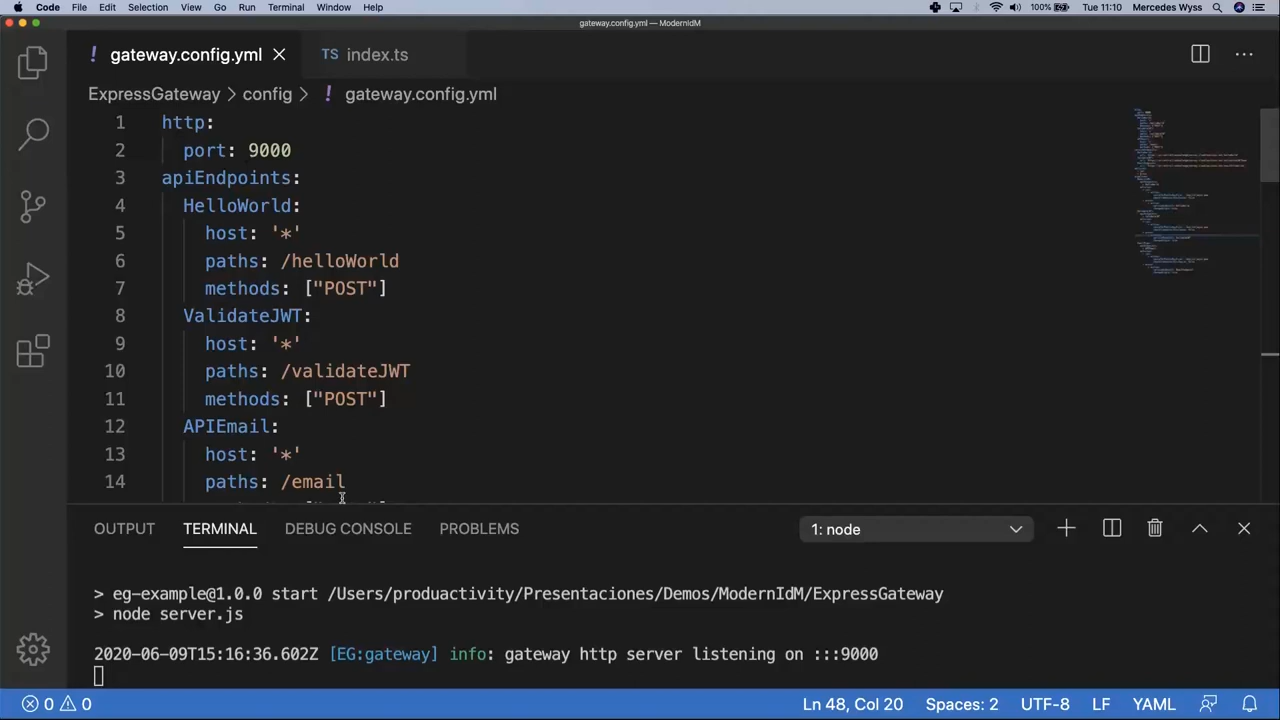 Code File Edit Selection View Go Run Terminal Window Help 100% Tue 11:10 Mercedes Wyss
gateway.config.yml — ModernIdM
! gateway.config.yml TS index.ts
ExpressGateway > config > ! gateway.config.yml
1 http:
2 port: 9000
3 apiEndpoints:
4 HelloWorld:
5 host: '*'
6 paths: /helloWorld
7 methods: ["POST"]
8 ValidateJWT:
9 host: '*'
10 paths: /validateJWT
11 methods: ["POST"]
12 APIEmail:
13 host: '*'
14 paths: /email
OUTPUT TERMINAL DEBUG CONSOLE PROBLEMS 1: node
> eg-example@1.0.0 start /Users/produactivity/Presentaciones/Demos/ModernIdM/ExpressGateway
> node server.js
2020-06-09T15:16:36.602Z [EG:gateway] info: gateway http server listening on :::9000
0 0 Ln 48, Col 20 Spaces: 2 UTF-8 LF YAML